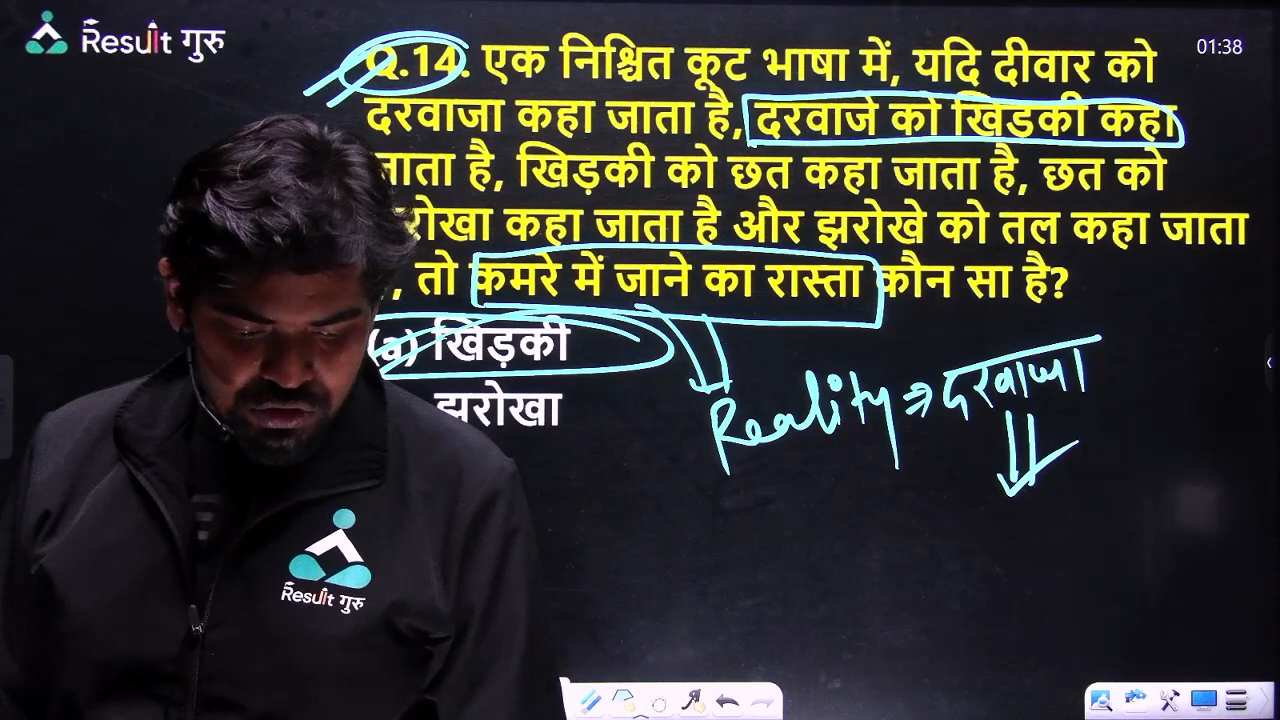 Result गुरु
01:38
Q.14. एक निश्चित कूट भाषा में, यदि दीवार को
दरवाजा कहा जाता है, दरवाजे को खिडकी कहा
जाता है, खिड़की को छत कहा जाता है, छत को
कहा जाता है और झरोखे को तल कहा जाता
, तो कमरे में जाने का रास्ता कौन सा है?
(a) खिड़की
झरोखा
Reality ⇒ दरवाजा
Result गुरु